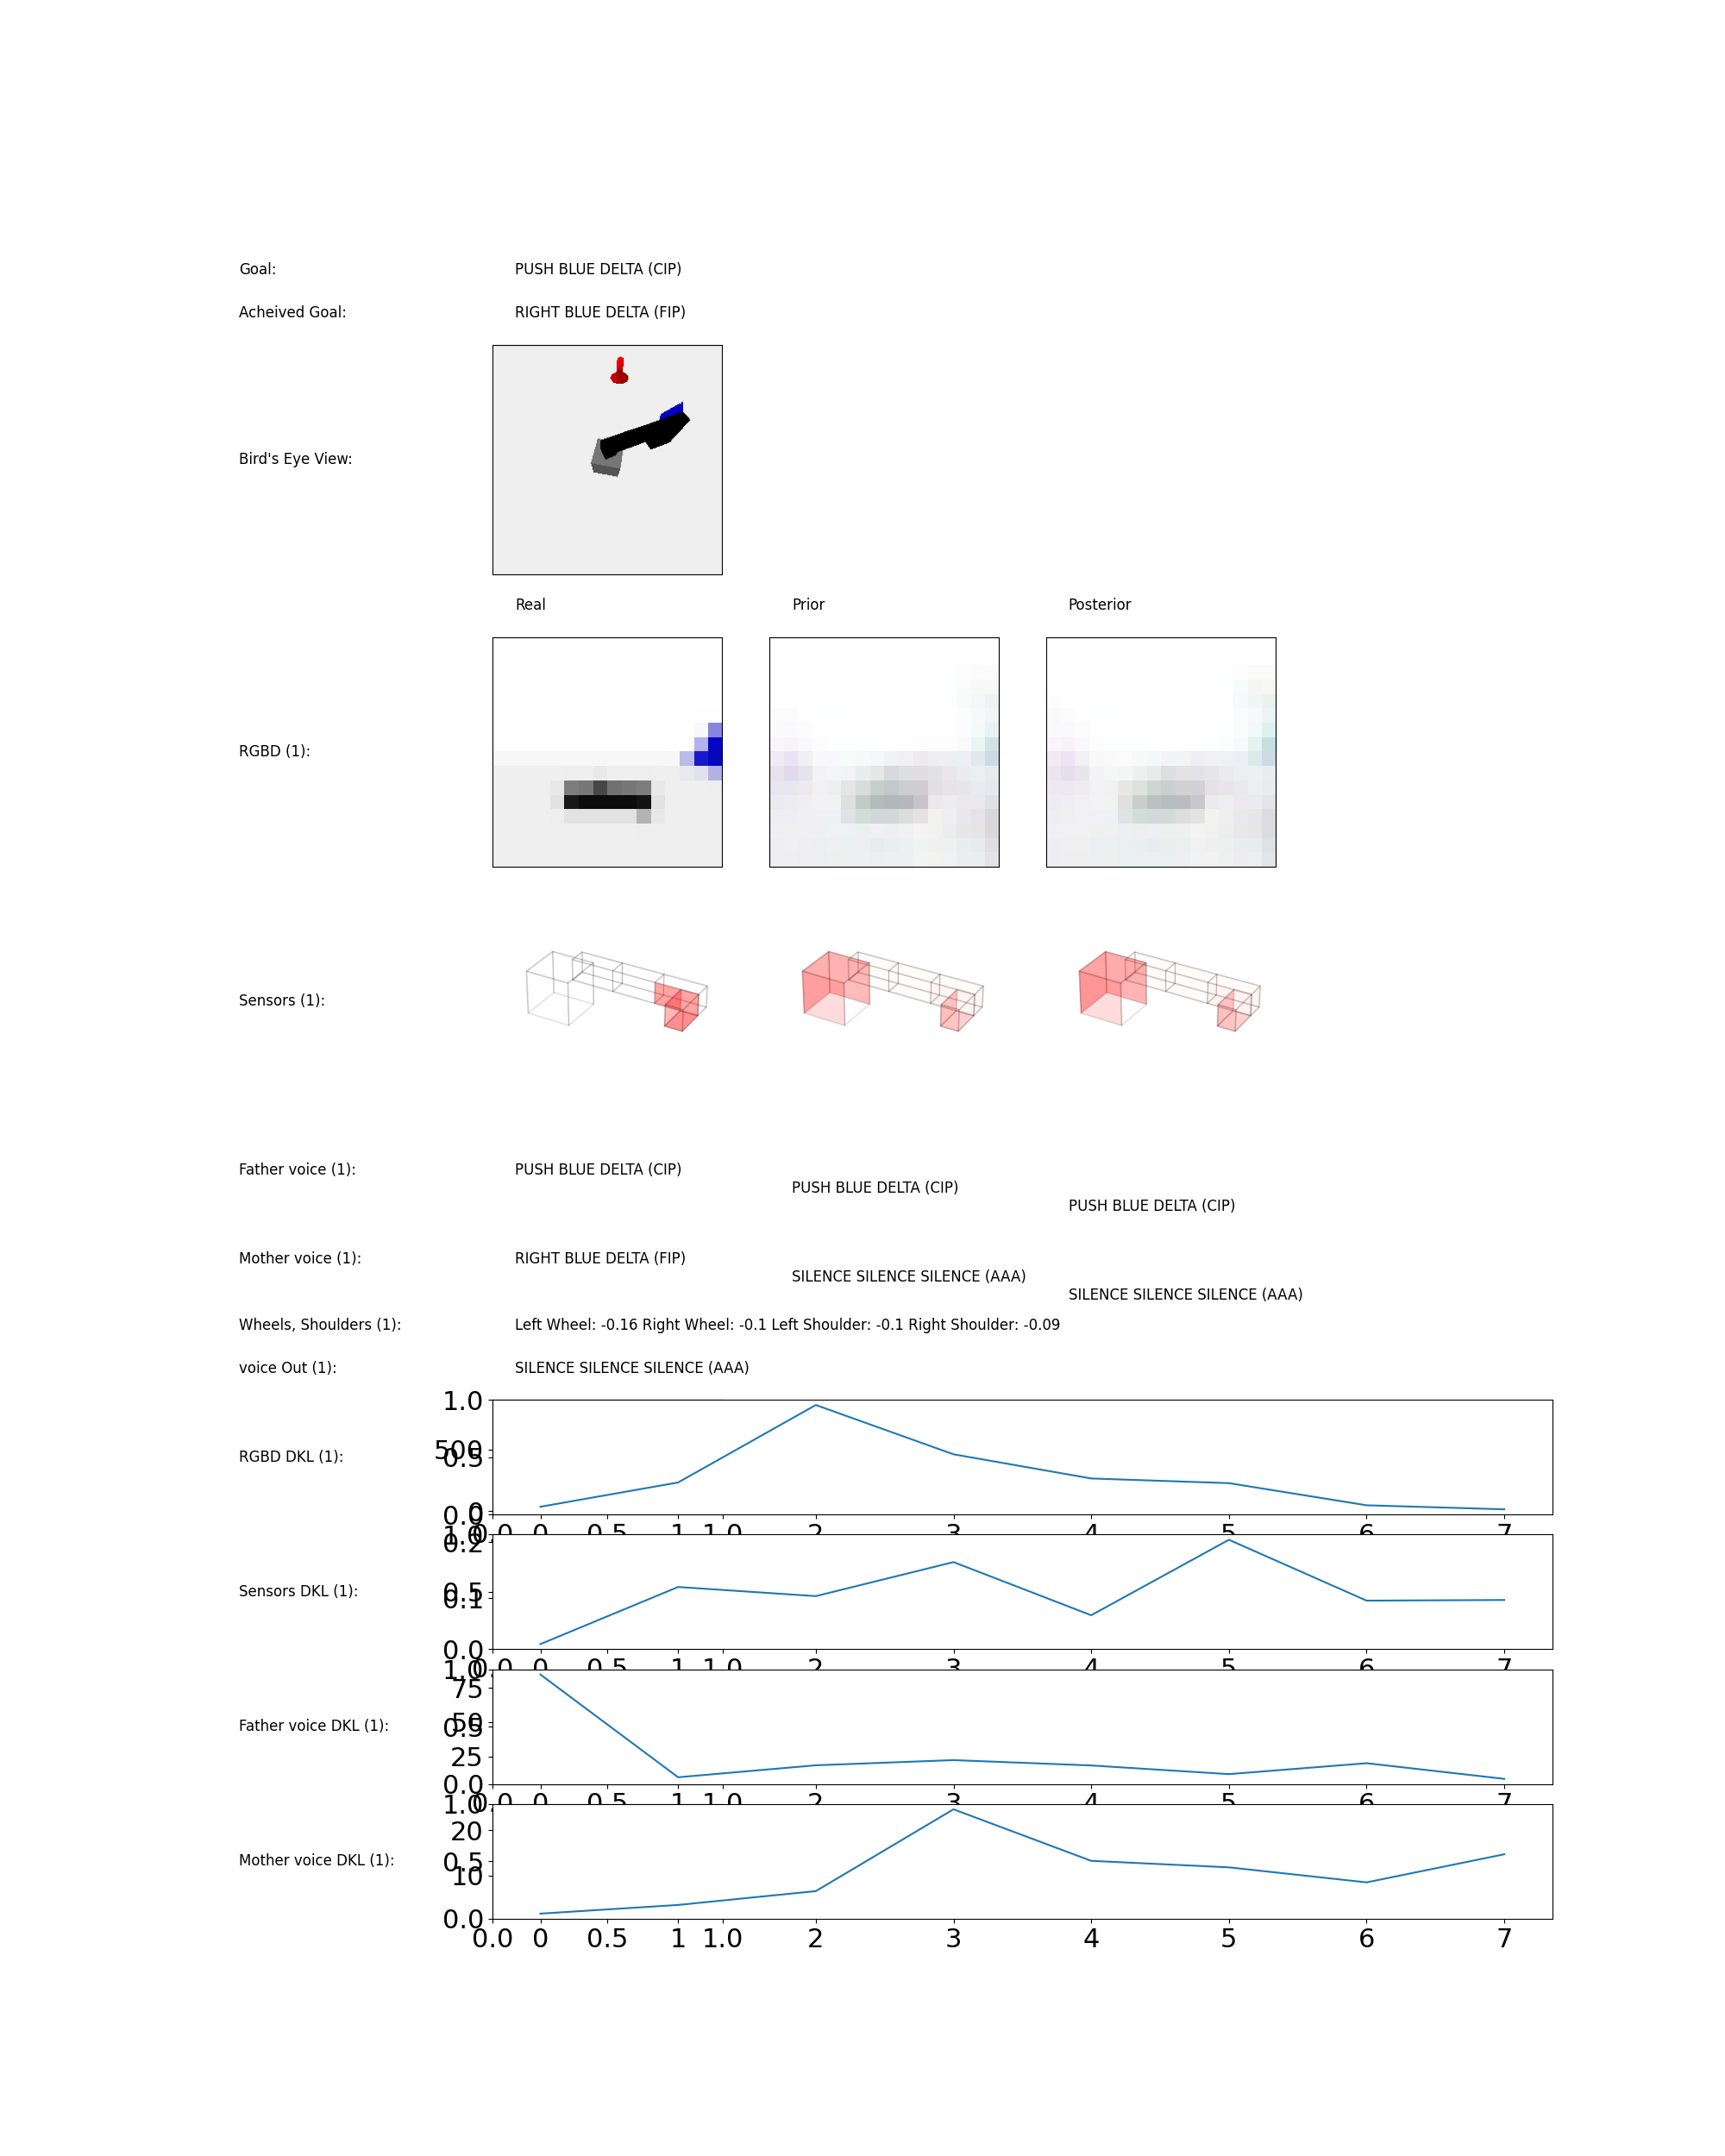 Goal: PUSH BLUE DELTA (CIP)
Acheived Goal: RIGHT BLUE DELTA (FIP)
Bird's Eye View:
Real Prior Posterior
RGBD (1):
Sensors (1):
Father voice (1): PUSH BLUE DELTA (CIP)
PUSH BLUE DELTA (CIP)
PUSH BLUE DELTA (CIP)
Mother voice (1): RIGHT BLUE DELTA (FIP)
SILENCE SILENCE SILENCE (AAA)
SILENCE SILENCE SILENCE (AAA)
Wheels, Shoulders (1): Left Wheel: -0.16 Right Wheel: -0.1 Left Shoulder: -0.1 Right Shoulder: -0.09
voice Out (1): SILENCE SILENCE SILENCE (AAA)
1.0
RGBD DKL (1): 500 0.5
0.0 0
0.0 0 0.5 1 1.0 2 3 4 5 6 7
1.0 0.2
Sensors DKL (1): 0.5 0.1
0.0
0.0 0 0.5 1 1.0 2 3 4 5 6 7
1.0
75
Father voice DKL (1): 50 0.5
25
0.0
0.0 0 0.5 1 1.0 2 3 4 5 6 7
1.0
20
Mother voice DKL (1): 0.5
10
0.0
0.0 0 0.5 1 1.0 2 3 4 5 6 7